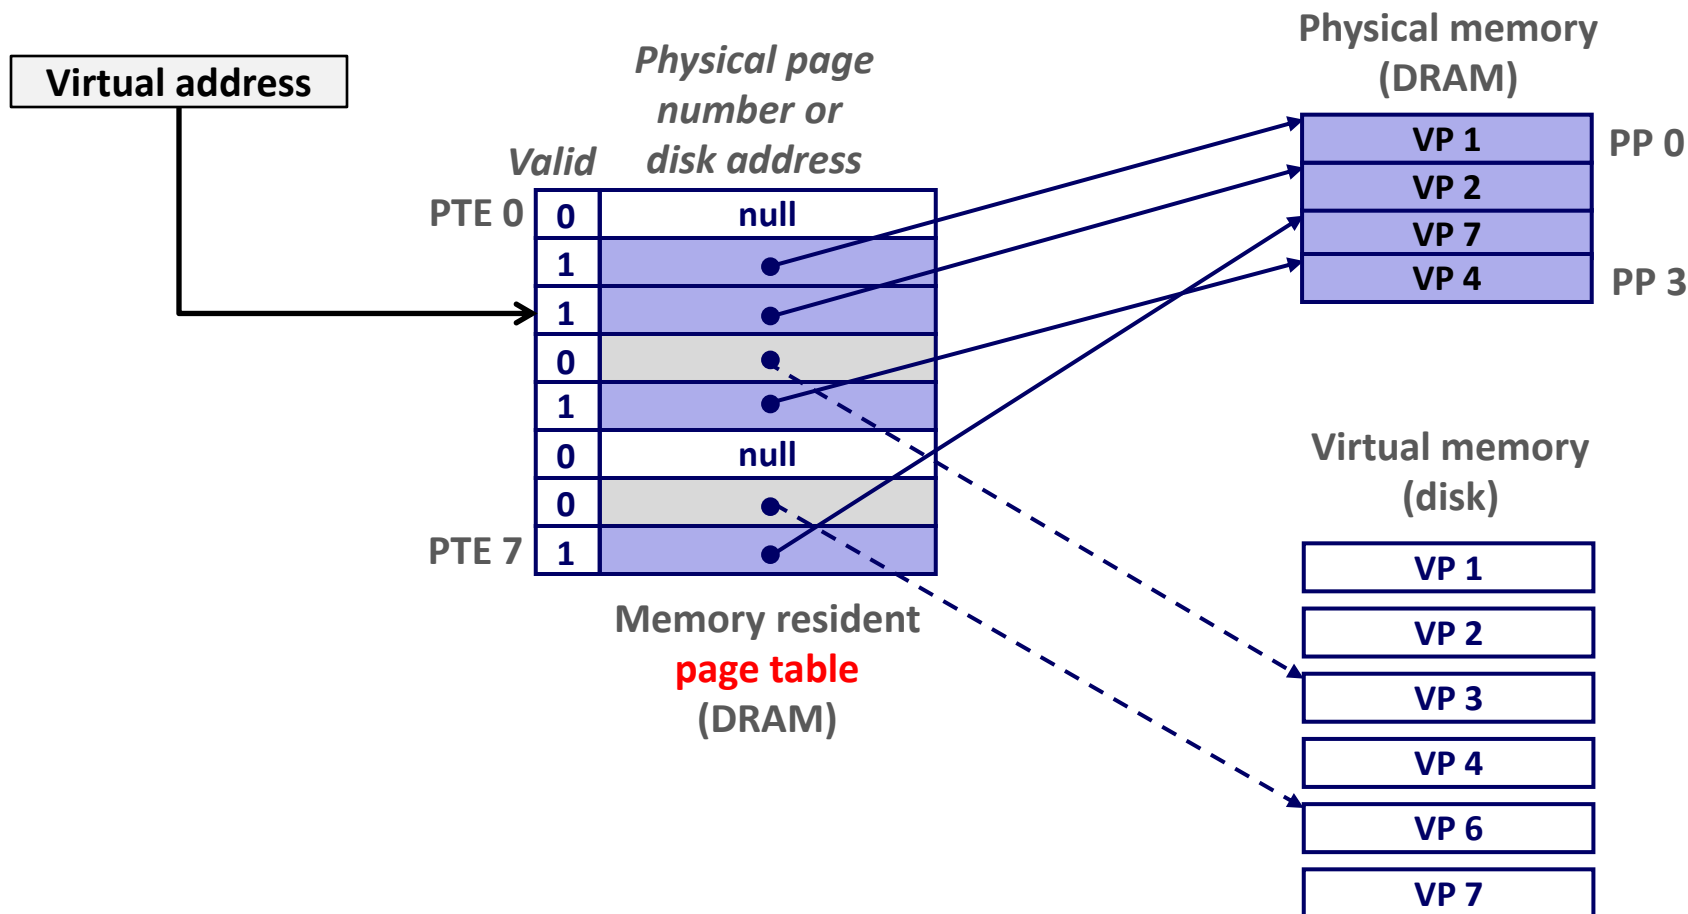 Virtual address
Physical page
number or
disk address
Valid
PTE 0
0 null
1
1
0
1
0 null
0
PTE 7 1
Memory resident
page table
(DRAM)
Physical memory
(DRAM)
VP 1 PP 0
VP 2
VP 7
VP 4 PP 3
Virtual memory
(disk)
VP 1
VP 2
VP 3
VP 4
VP 6
VP 7